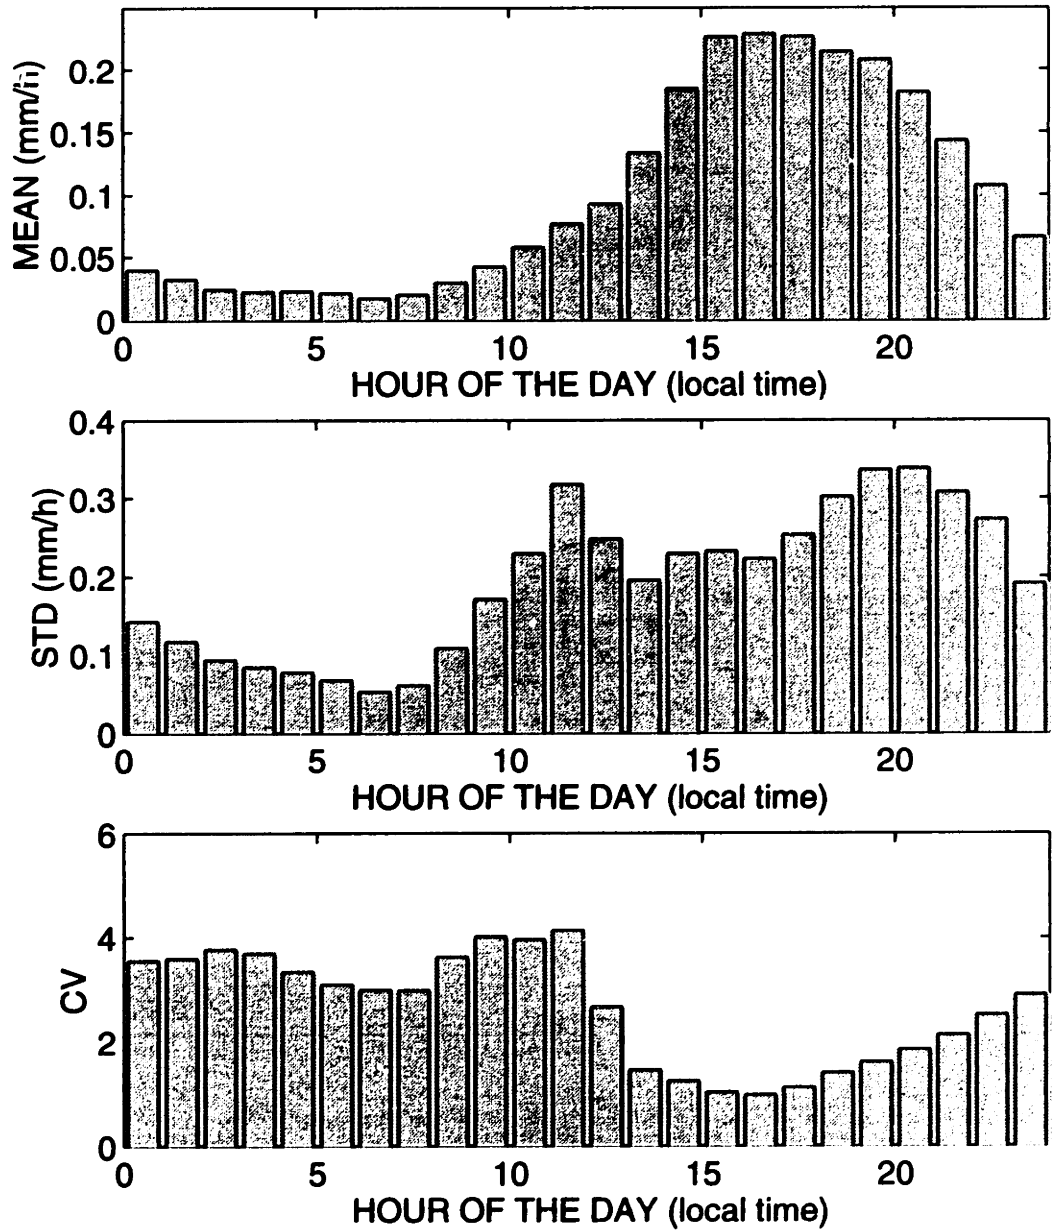 0.2
0.15
0.1
0.05
0
MEAN (mm/h)
0 5 10 15 20
HOUR OF THE DAY (local time)
0.4
0.3
0.2
0.1
0
STD (mm/h)
0 5 10 15 20
HOUR OF THE DAY (local time)
6
4
2
0
CV
0 5 10 15 20
HOUR OF THE DAY (local time)